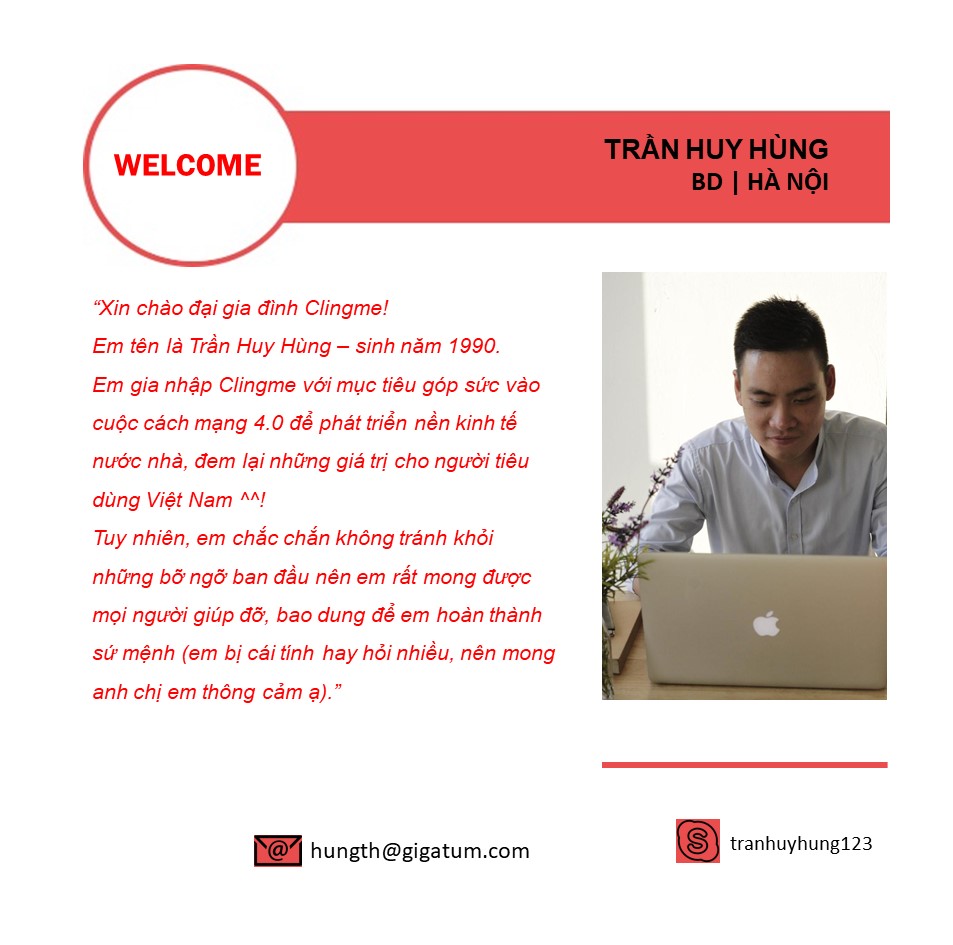 WELCOME
TRẦN HUY HÙNG
BD | HÀ NỘI
“Xin chào đại gia đình Clingme!
Em tên là Trần Huy Hùng – sinh năm 1990.
Em gia nhập Clingme với mục tiêu góp sức vào
cuộc cách mạng 4.0 để phát triển nền kinh tế
nước nhà, đem lại những giá trị cho người tiêu
dùng Việt Nam ^^!
Tuy nhiên, em chắc chắn không tránh khỏi
những bỡ ngỡ ban đầu nên em rất mong được
mọi người giúp đỡ, bao dung để em hoàn thành
sứ mệnh (em bị cái tính hay hỏi nhiều, nên mong
anh chị em thông cảm ạ).”
hungth@gigatum.com
tranhuyhung123